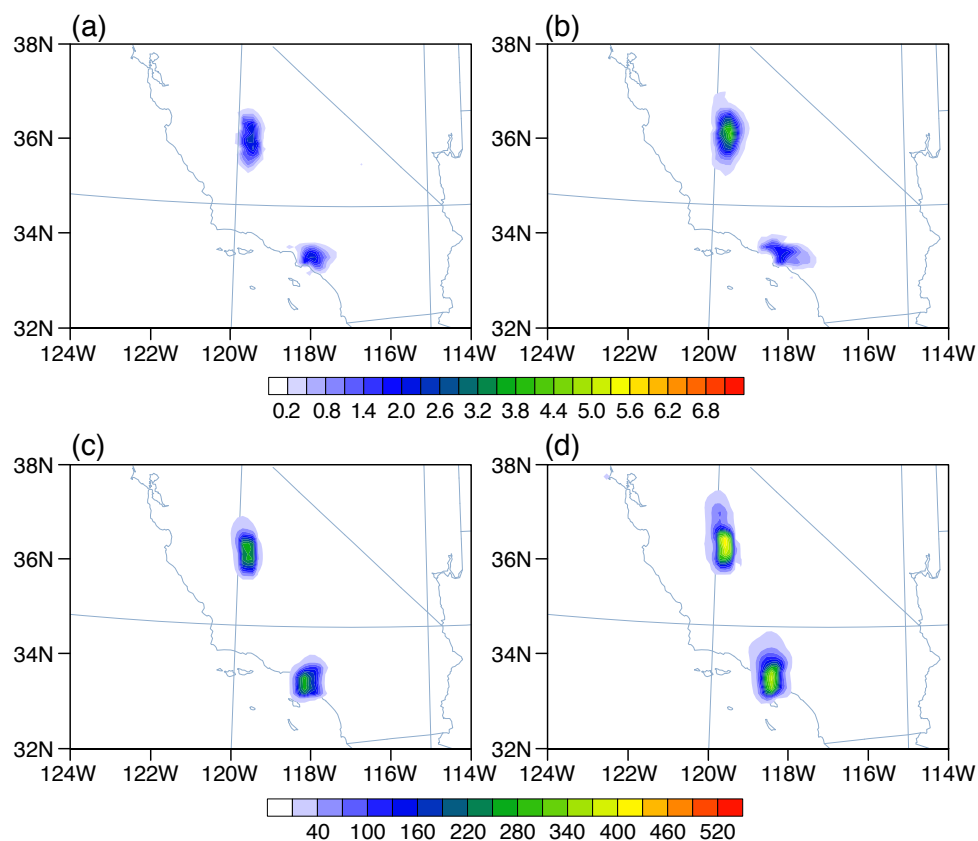 (a) (b)
38N 38N
36N 36N
34N 34N
32N 32N
124W 122W 120W 118W 116W 114W 124W 122W 120W 118W 116W 114W
0.2 0.8 1.4 2.0 2.6 3.2 3.8 4.4 5.0 5.6 6.2 6.8
(c) (d)
38N 38N
36N 36N
34N 34N
32N 32N
124W 122W 120W 118W 116W 114W 124W 122W 120W 118W 116W 114W
40 100 160 220 280 340 400 460 520